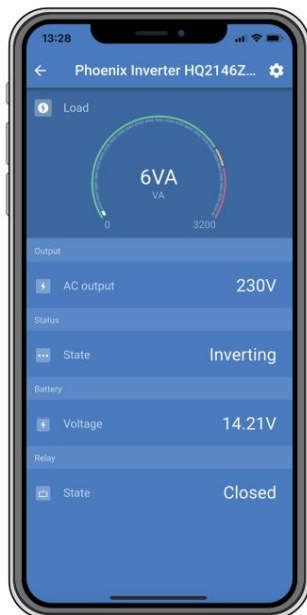 13:28
Phoenix Inverter HQ2146Z...
Load
6VA
VA
0 3200
Output
AC output 230V
Status
State Inverting
Battery
Voltage 14.21V
Relay
State Closed